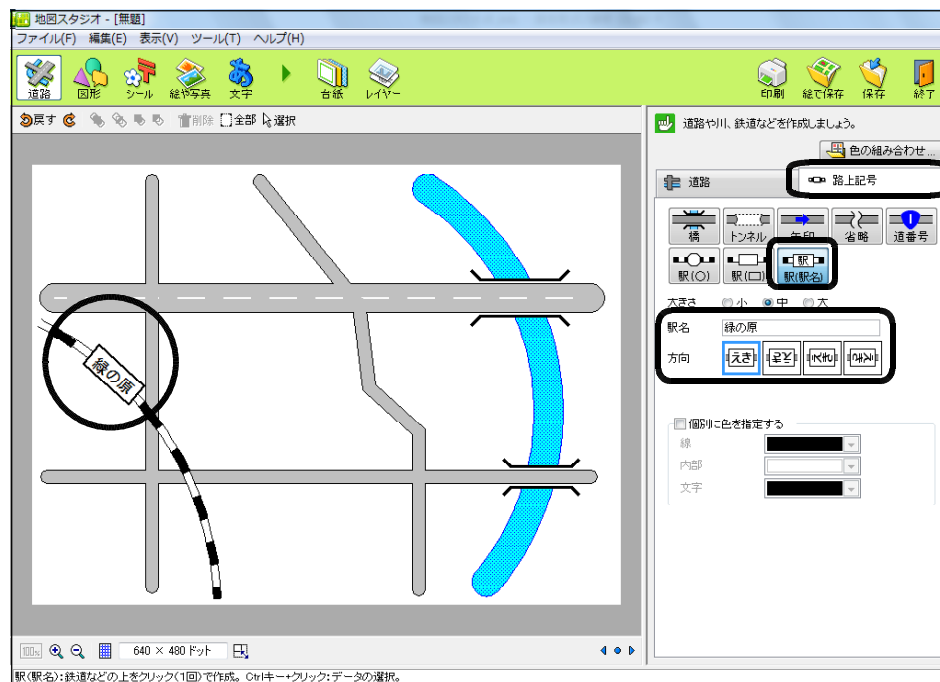 地図スタジオ - [無題]
ファイル(F) 編集(E) 表示(V) ツール(T) ヘルプ(H)
道路 図形 シール 絵や写真 文字 台紙 レイヤー 印刷 絵で保存 保存 終了
戻す 削除 全部 選択
道路や川、鉄道などを作成しましょう。
色の組み合わせ...
道路 路上記号
橋 トンネル 矢印 省略 道番号
駅(○) 駅(□) 駅 駅(駅名)
大きさ 小 中 大
駅名 緑の原
方向 えき えき えき えき
個別に色を指定する
線
内部
文字
緑の原
100% 640 × 480 ドット
駅(駅名):鉄道などの上をクリック(1回)で作成。Ctrlキー+クリック:データの選択。